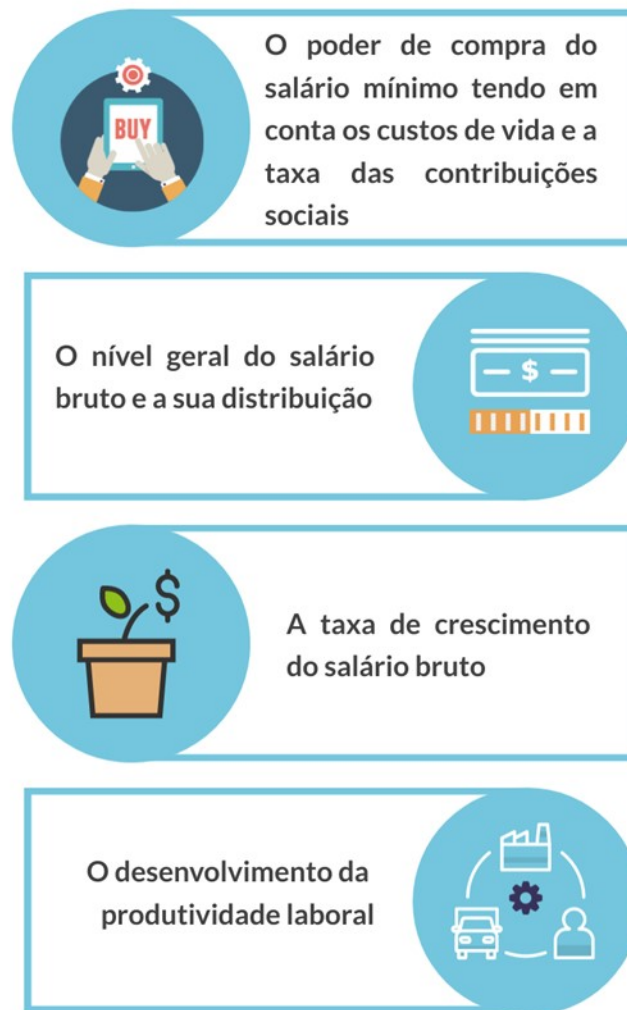 O poder de compra do
salário mínimo tendo em
conta os custos de vida e a
taxa das contribuições
sociais
BUY
O nível geral do salário
bruto e a sua distribuição
$
$
A taxa de crescimento
do salário bruto
O desenvolvimento da
produtividade laboral